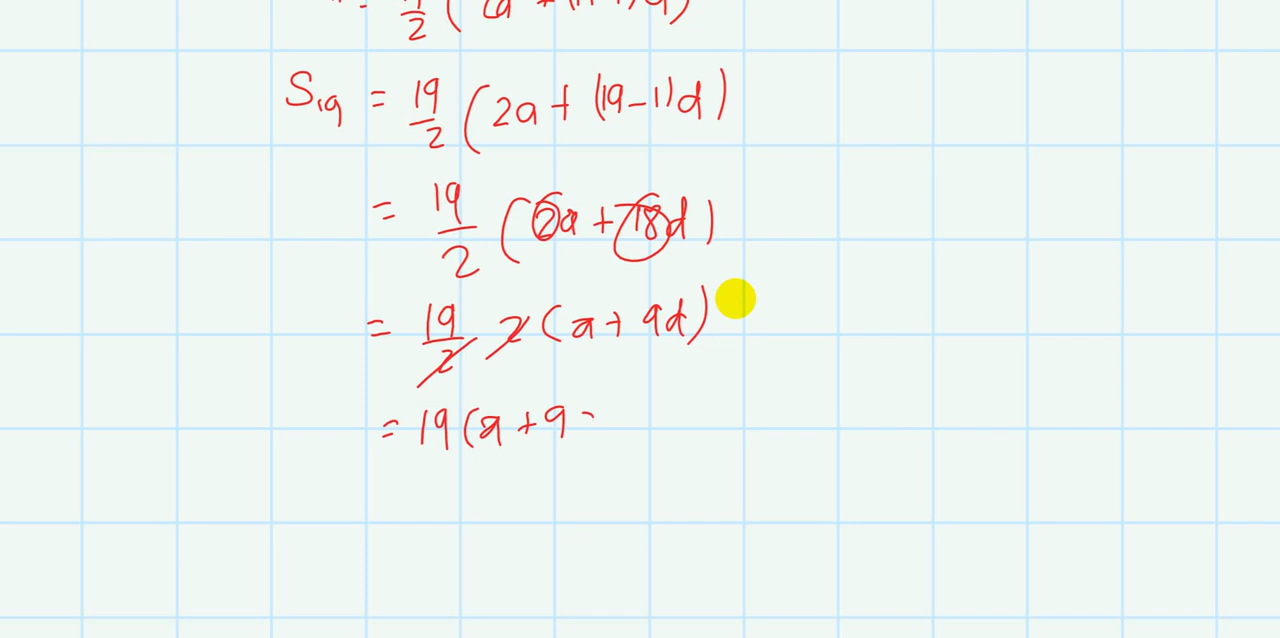 S₁₉ = 19/2 (2a + (19-1)d)
= 19/2 (2a + 18d)
= 19/2 2 (a + 9d)
= 19(a + 9